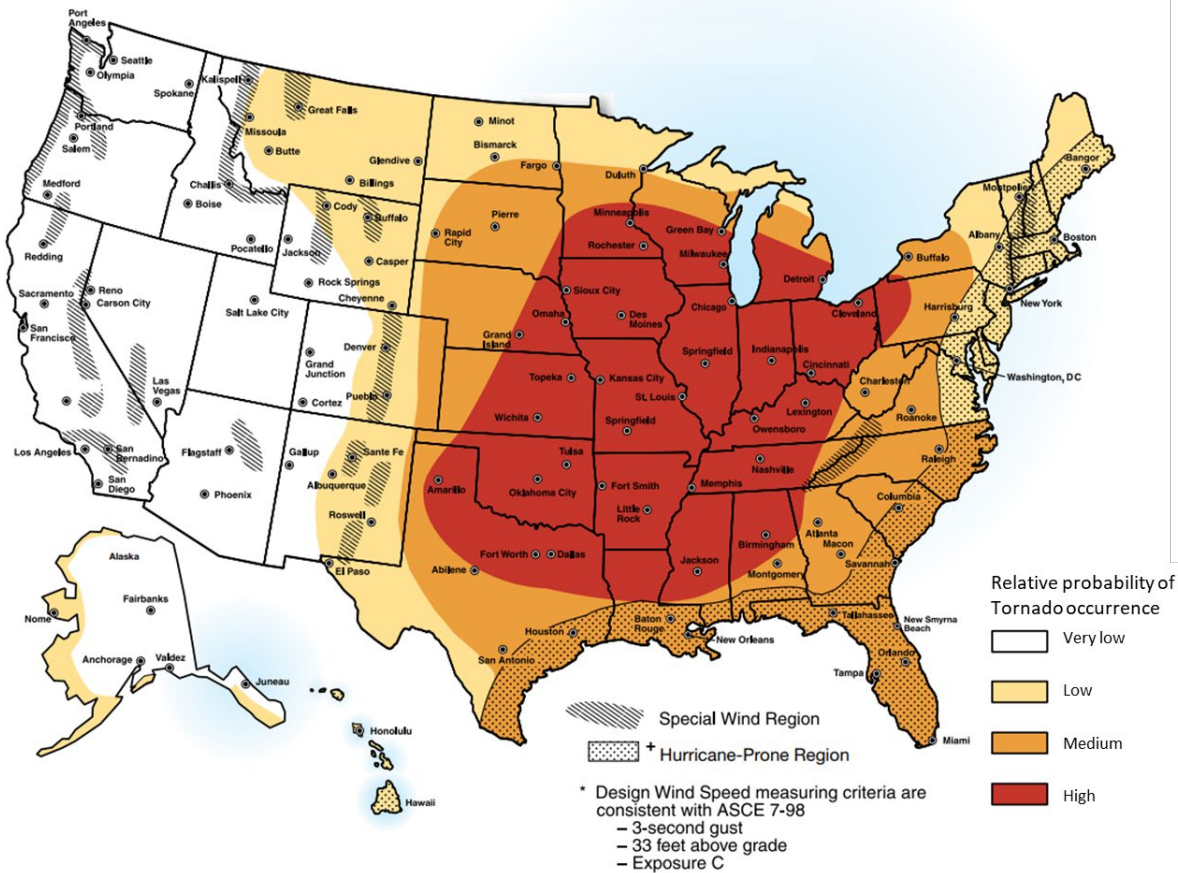 Port
Angeles
Seattle
Olympia
Spokane
Kalispell
Great Falls
Minot
Portland
Salem
Missoula
Butte
Glendive
Bismarck
Fargo
Duluth
Bangor
Medford
Challis
Boise
Billings
Cody
Buffalo
Pierre
Rapid
City
Minneapolis
Rochester
Green Bay
Milwaukee
Montpelier
Albany
Boston
Redding
Pocatello
Jackson
Casper
Rock Springs
Cheyenne
Sioux City
Omaha
Des
Moines
Chicago
Detroit
Buffalo
Cleveland
Harrisburg
New York
Sacramento
Reno
Carson City
San
Francisco
Salt Lake City
Grand
Island
Denver
Grand
Junction
Pueblo
Cortez
Topeka
Kansas City
Springfield
Indianapolis
Cincinnati
Charleston
Washington, DC
Las
Vegas
Wichita
St. Louis
Springfield
Lexington
Owensboro
Roanoke
Los Angeles
San
Bernadino
San
Diego
Flagstaff
Phoenix
Gallup
Sante Fe
Albuquerque
Roswell
Amarillo
Tulsa
Oklahoma City
Fort Smith
Little
Rock
Memphis
Nashville
Raleigh
Columbia
Atlanta
Macon
Birmingham
Montgomery
Savannah
El Paso
Abilene
Fort Worth
Dallas
Jackson
Houston
San Antonio
Baton
Rouge
New Orleans
Tallahassee
New Smyrna
Beach
Orlando
Tampa
Miami
Alaska
Fairbanks
Nome
Anchorage
Valdez
Juneau
Honolulu
Hawaii
Special Wind Region
+ Hurricane-Prone Region
* Design Wind Speed measuring criteria are
consistent with ASCE 7-98
– 3-second gust
– 33 feet above grade
– Exposure C
Relative probability of
Tornado occurrence
Very low
Low
Medium
High